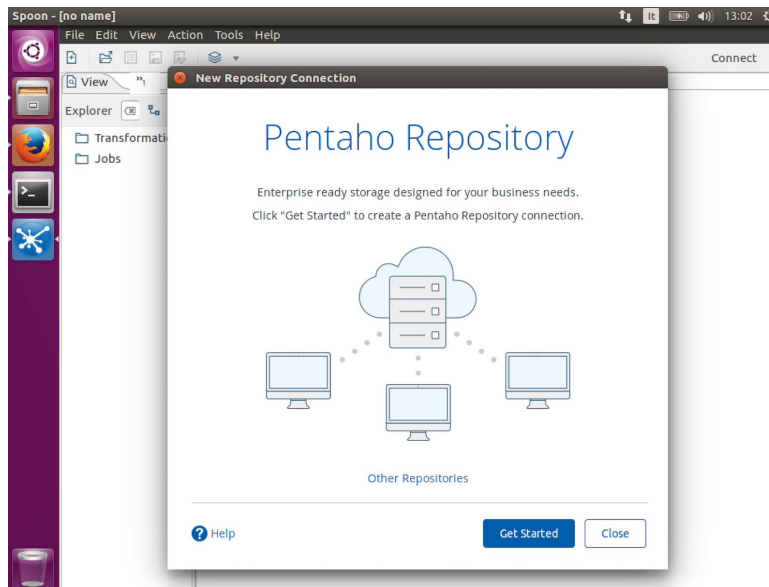 Spoon - [no name]
It
13:02
File Edit View Action Tools Help
Connect
View
»1
New Repository Connection
Explorer
Transformati
Jobs
Pentaho Repository
Enterprise ready storage designed for your business needs.
Click "Get Started" to create a Pentaho Repository connection.
Other Repositories
? Help
Get Started
Close